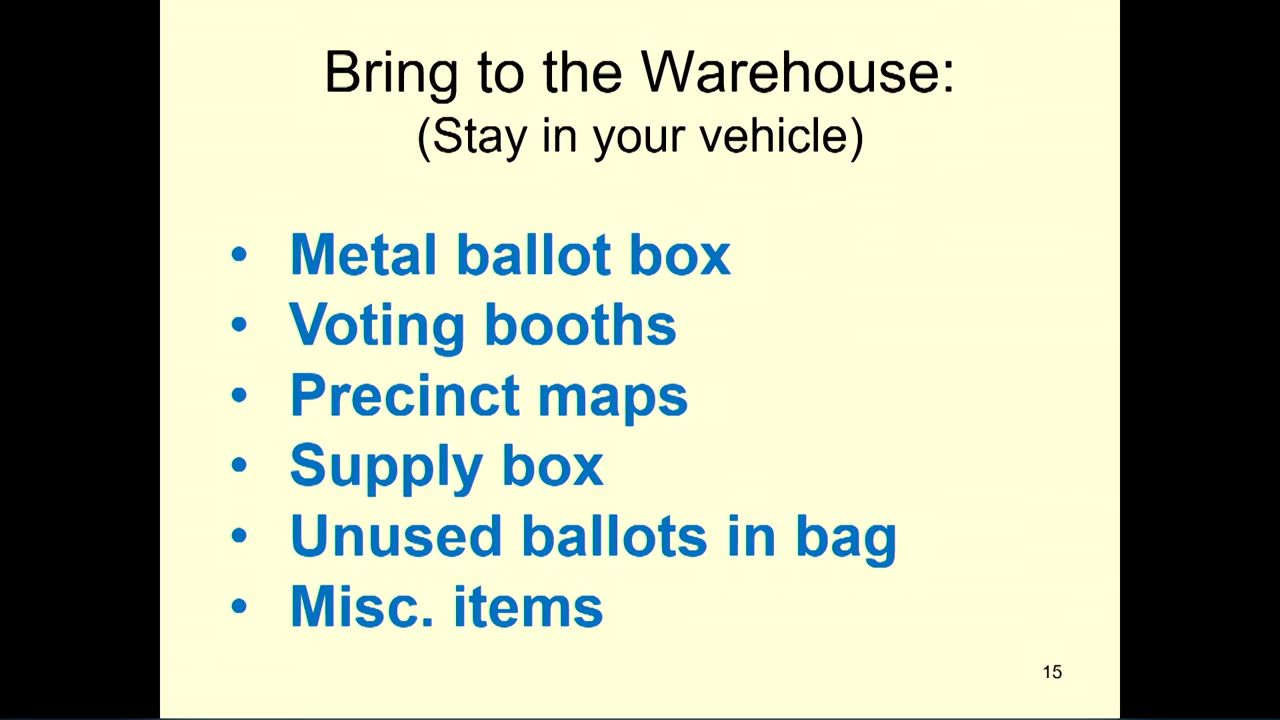 Bring to the Warehouse:
(Stay in your vehicle)
• Metal ballot box
• Voting booths
• Precinct maps
• Supply box
• Unused ballots in bag
• Misc. items
15